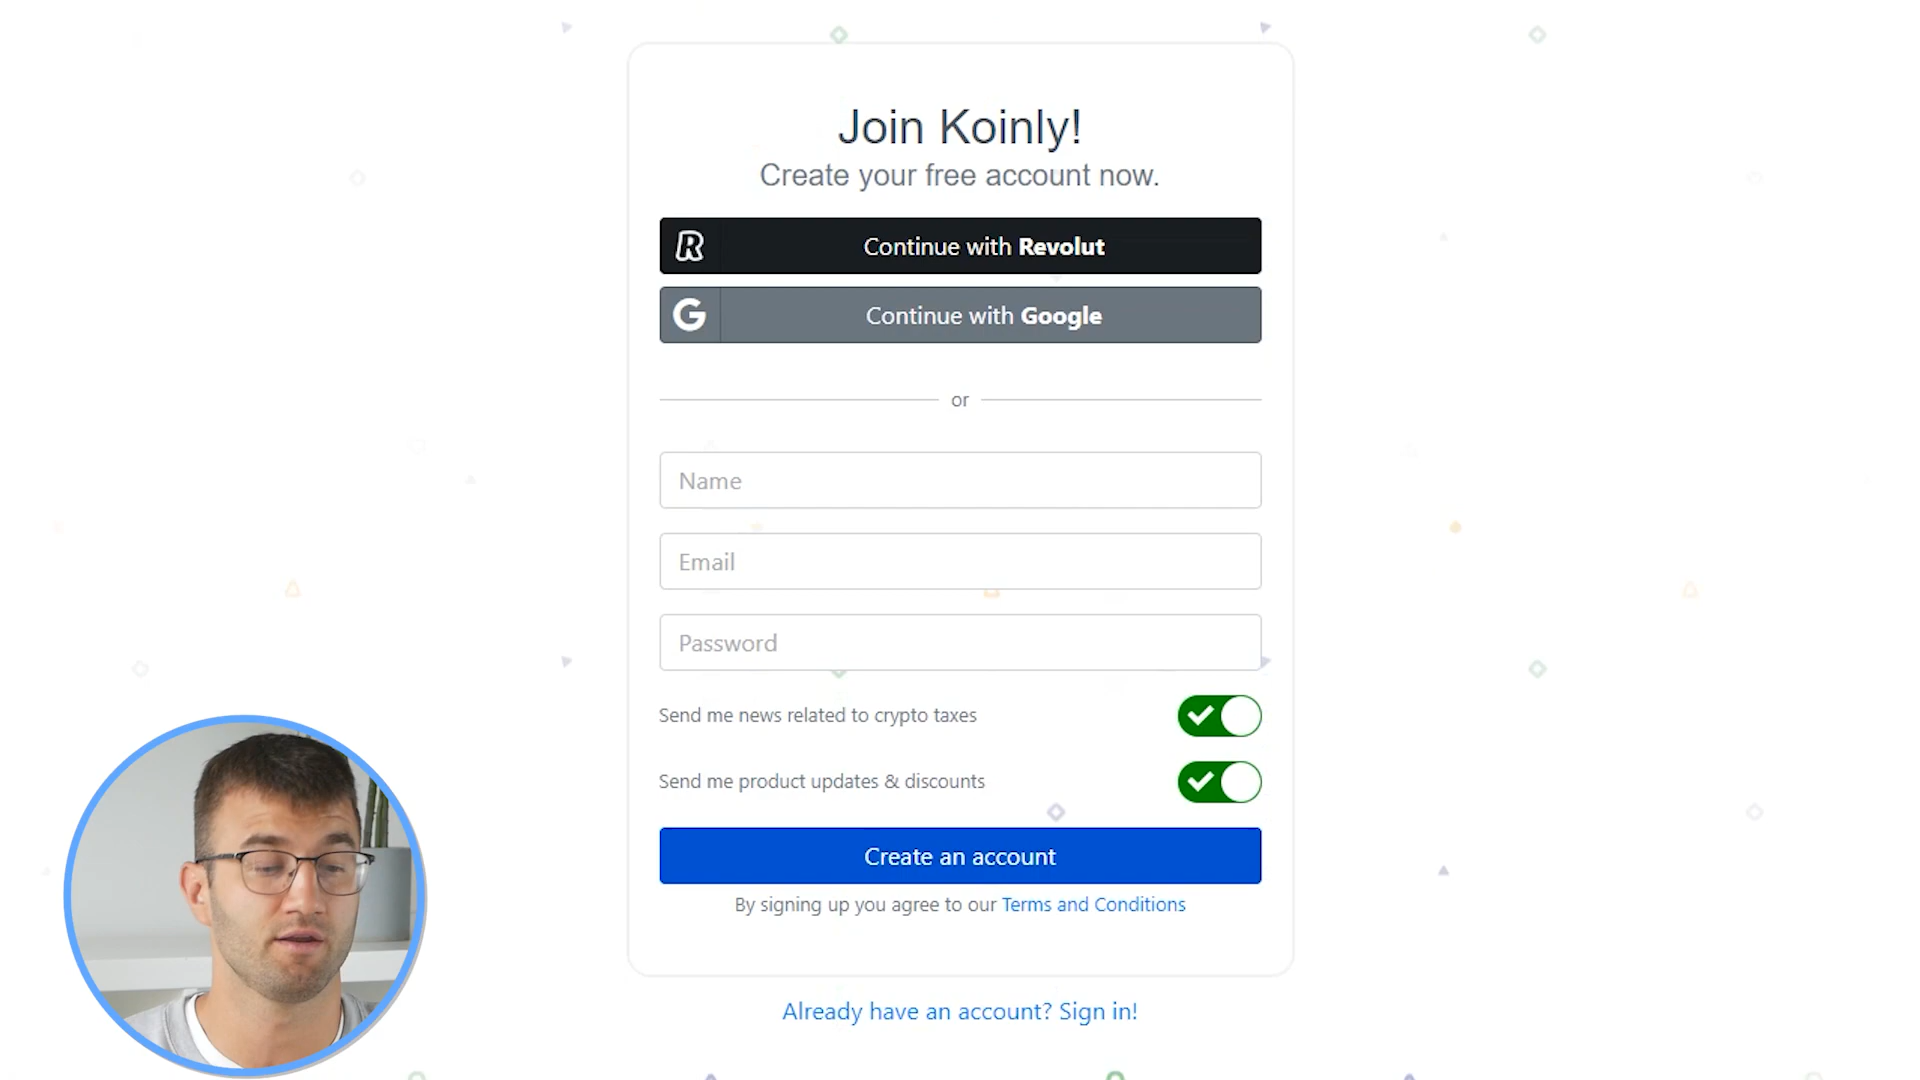 Join Koinly!
Create your free account now.
R Continue with Revolut
G Continue with Google
or
Name
Email
Password
Send me news related to crypto taxes
Send me product updates & discounts
Create an account
By signing up you agree to our Terms and Conditions
Already have an account? Sign in!